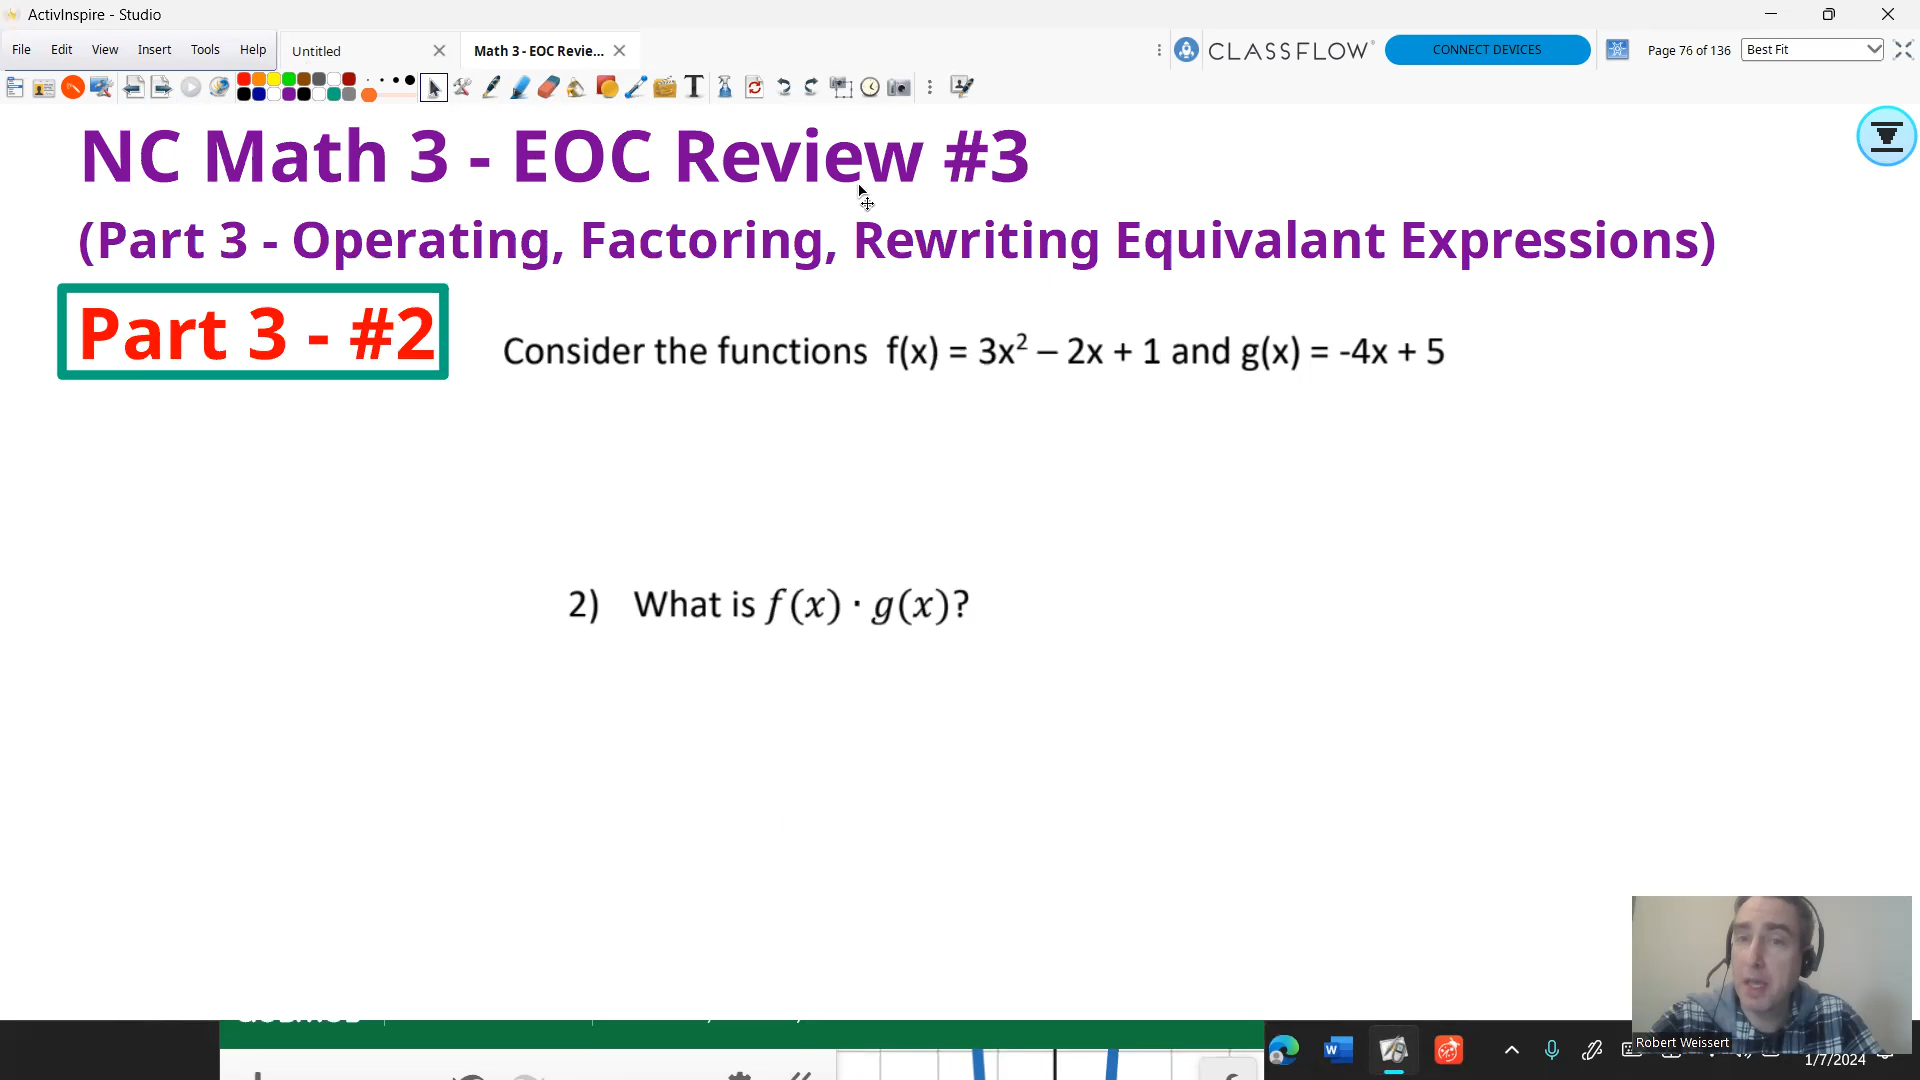 ActivInspire - Studio
File Edit View Insert Tools Help
Untitled
Math 3 - EOC Revie...
CLASSFLOW
CONNECT DEVICES
Page 76 of 136
Best Fit
NC Math 3 - EOC Review #3
(Part 3 - Operating, Factoring, Rewriting Equivalant Expressions)
Part 3 - #2
Consider the functions f(x) = 3x² – 2x + 1 and g(x) = -4x + 5
2) What is f(x) · g(x)?
Robert Weissert
1/7/2024